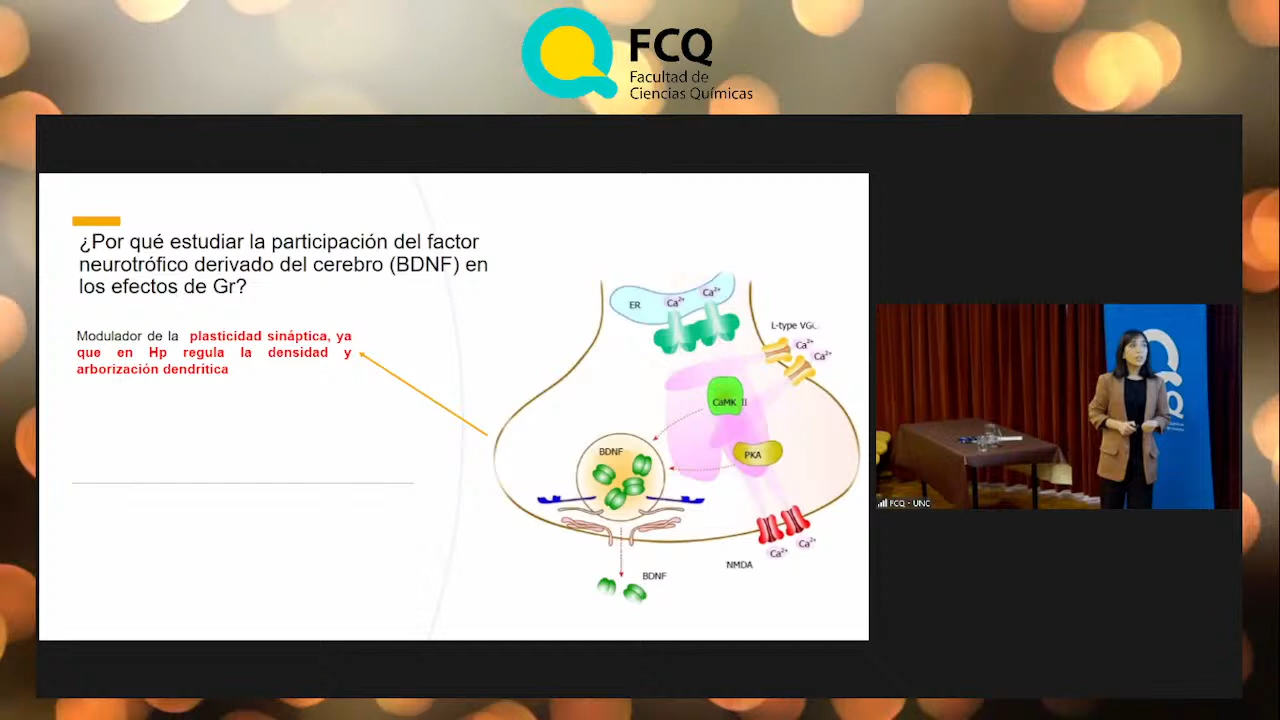 FCQ
Facultad de
Ciencias Químicas
¿Por qué estudiar la participación del factor
neurotrófico derivado del cerebro (BDNF) en
los efectos de Gr?
Modulador de la plasticidad sináptica, ya
que en Hp regula la densidad y
arborización dendritica
ER
Ca²⁺
Ca²⁺
L-type VGC
Ca²⁺
Ca²⁺
CaMK II
BDNF
PKA
Ca²⁺
Ca²⁺
NMDA
BDNF
FCQ - UNC